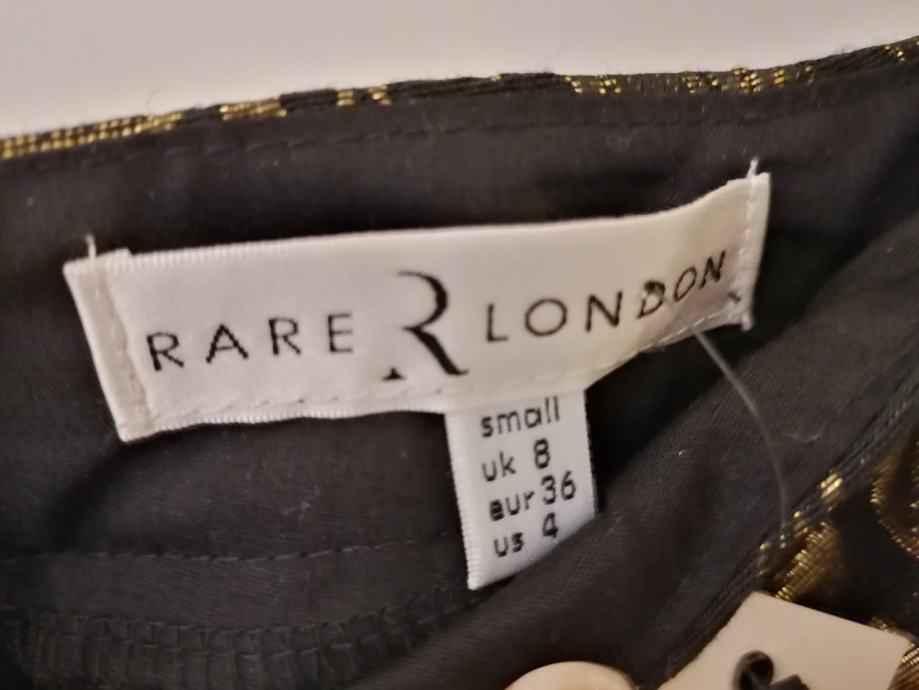 RARE R LONDON
small
uk 8
eur 36
us 4